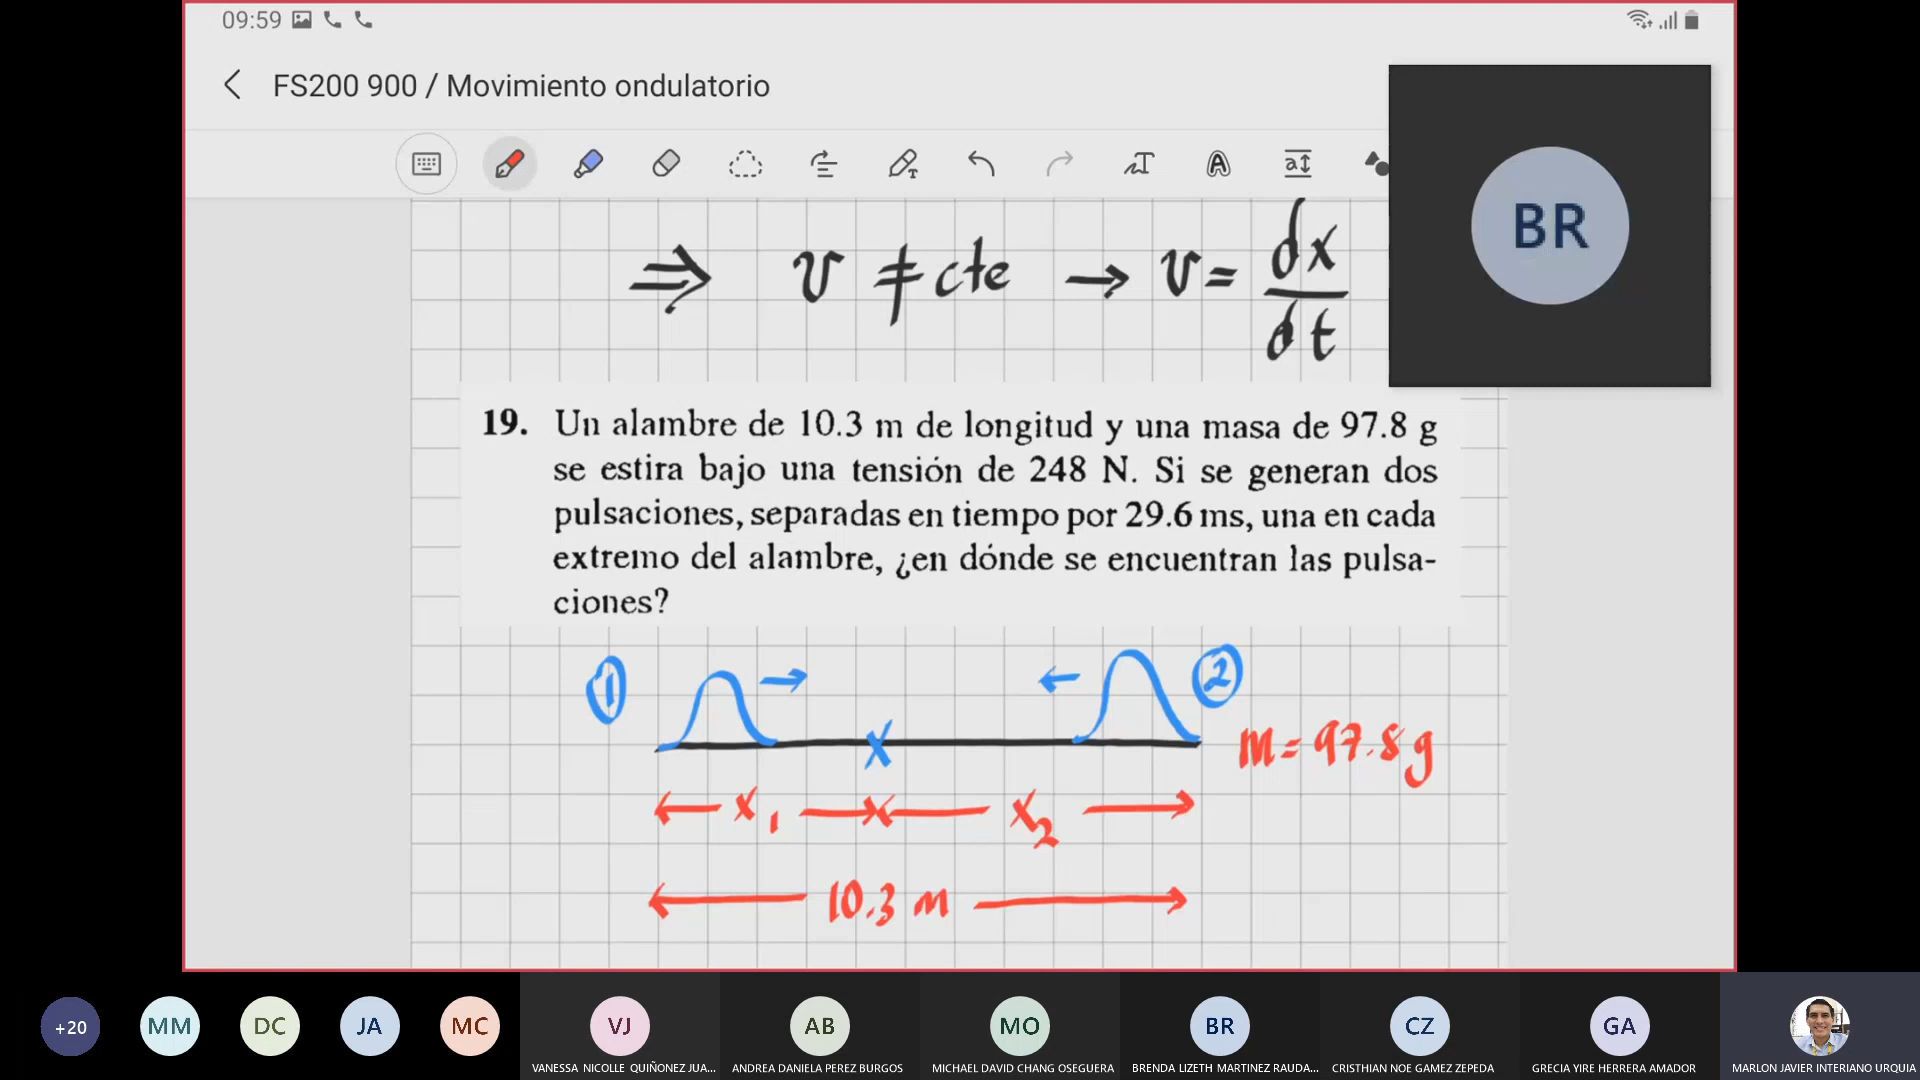 09:59
FS200 900 / Movimiento ondulatorio
BR
⇒ v ≠ cte → v = dx/dt
19. Un alambre de 10.3 m de longitud y una masa de 97.8 g
se estira bajo una tensión de 248 N. Si se generan dos
pulsaciones, separadas en tiempo por 29.6 ms, una en cada
extremo del alambre, ¿en dónde se encuentran las pulsa-
ciones?
1 → ← 2
x
m = 97.8 g
x₁ x₂
10.3 m
+20 MM DC JA MC VJ AB MO BR CZ GA
VANESSA NICOLLE QUIÑONEZ JUA... ANDREA DANIELA PEREZ BURGOS MICHAEL DAVID CHANG OSEGUERA BRENDA LIZETH MARTINEZ RAUDA... CRISTHIAN NOE GAMEZ ZEPEDA GRECIA YIRE HERRERA AMADOR MARLON JAVIER INTERIANO URQUIA